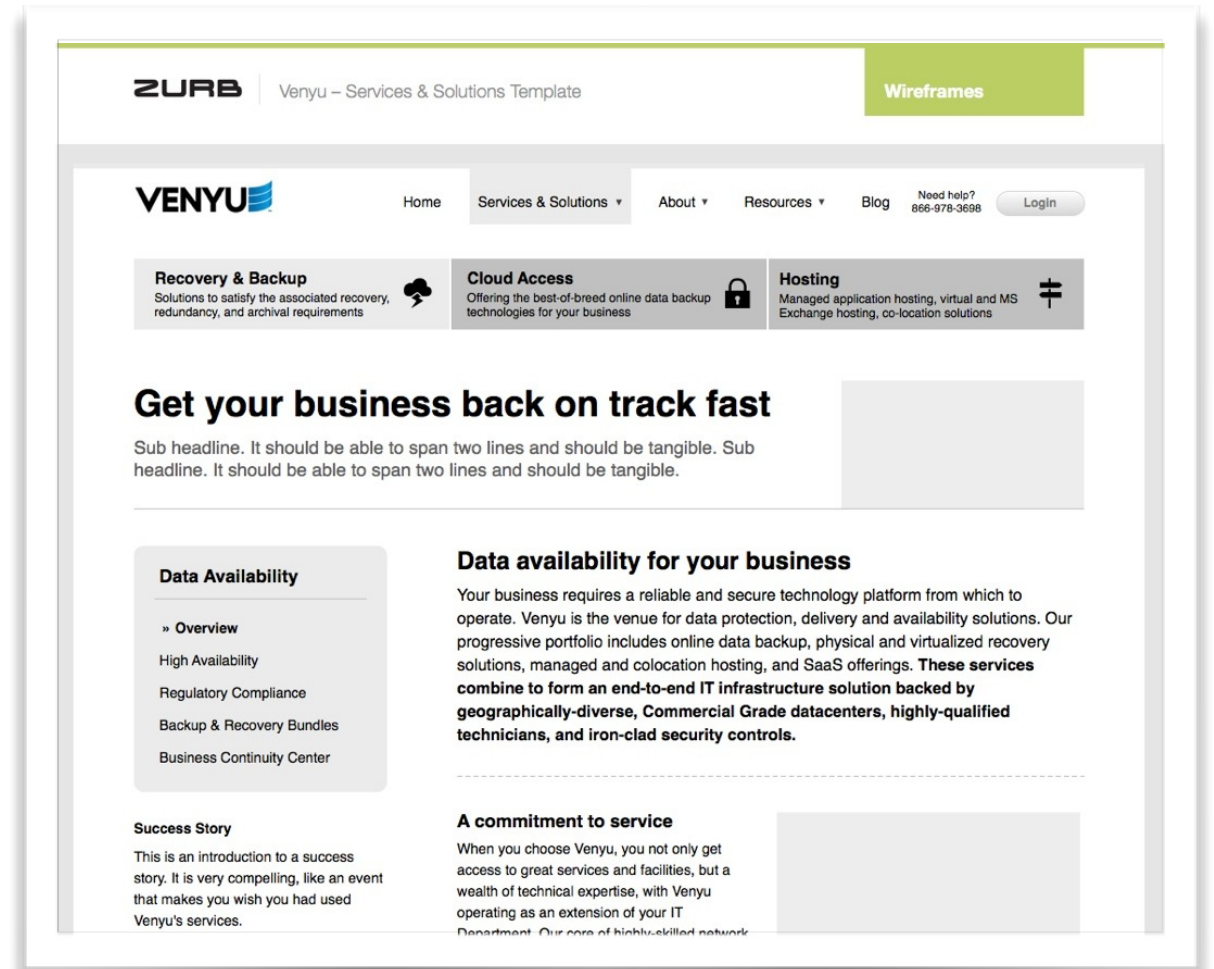 ZURB
Venyu – Services & Solutions Template
Wireframes
VENYU
Home
Services & Solutions ▾
About ▾
Resources ▾
Blog
Need help?
866-978-3698
Login
Recovery & Backup
Solutions to satisfy the associated recovery,
redundancy, and archival requirements
Cloud Access
Offering the best-of-breed online data backup
technologies for your business
Hosting
Managed application hosting, virtual and MS
Exchange hosting, co-location solutions
Get your business back on track fast
Sub headline. It should be able to span two lines and should be tangible. Sub
headline. It should be able to span two lines and should be tangible.
Data Availability
» Overview
High Availability
Regulatory Compliance
Backup & Recovery Bundles
Business Continuity Center
Success Story
This is an introduction to a success
story. It is very compelling, like an event
that makes you wish you had used
Venyu's services.
Data availability for your business
Your business requires a reliable and secure technology platform from which to
operate. Venyu is the venue for data protection, delivery and availability solutions. Our
progressive portfolio includes online data backup, physical and virtualized recovery
solutions, managed and colocation hosting, and SaaS offerings. These services
combine to form an end-to-end IT infrastructure solution backed by
geographically-diverse, Commercial Grade datacenters, highly-qualified
technicians, and iron-clad security controls.
A commitment to service
When you choose Venyu, you not only get
access to great services and facilities, but a
wealth of technical expertise, with Venyu
operating as an extension of your IT
Department. Our core of highly-skilled network